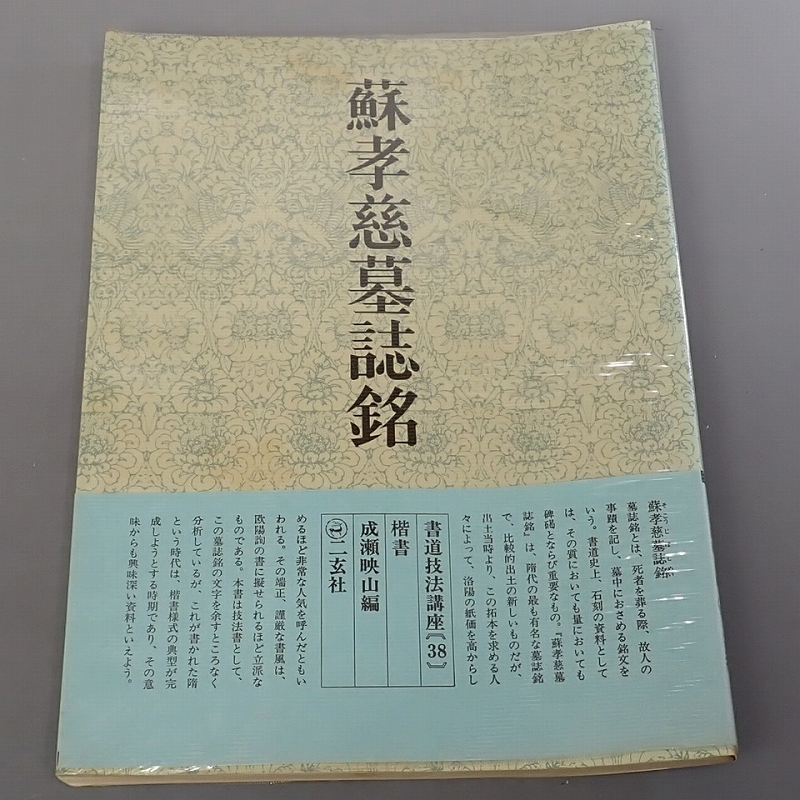 蘇孝慈墓誌銘
蘇孝慈墓誌銘
墓誌銘とは、死者を葬る際、故人の
事蹟を記し、墓中におさめる銘文を
いう。書道史上、石刻の資料として
は、その質においても量においても
碑碣とならび重要なもの。『蘇孝慈墓
誌銘』は、隋代の最も有名な墓誌銘
で、比較的出土の新しいものだが、
出土当時より、この拓本を求める人
々によって、洛陽の紙価を高からし
書道技法講座〔38〕
楷書
成瀬映山編
二玄社
めるほど非常な人気を呼んだともい
われる。その端正、謹厳な書風は、
欧陽詢の書に擬せられるほど立派な
ものである。本書は技法書として、
この墓誌銘の文字を余すところなく
分析しているが、これが書かれた隋
という時代は、楷書様式の典型が完
成しようとする時期であり、その意
味からも興味深い資料といえよう。